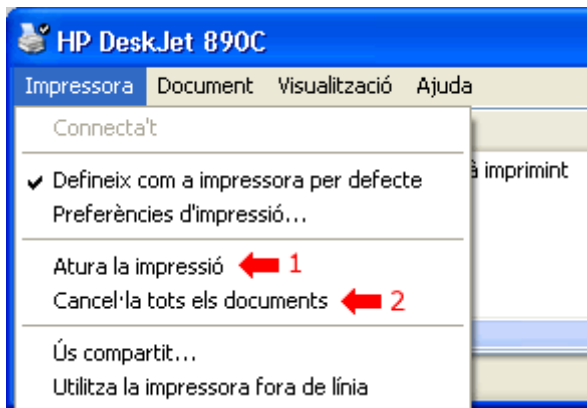 HP DeskJet 890C
Impressora Document Visualització Ajuda
Connecta't
Defineix com a impressora per defecte
à imprimint
Preferències d'impressió...
Atura la impressió 1
Cancel·la tots els documents 2
Ús compartit...
Utilitza la impressora fora de línia